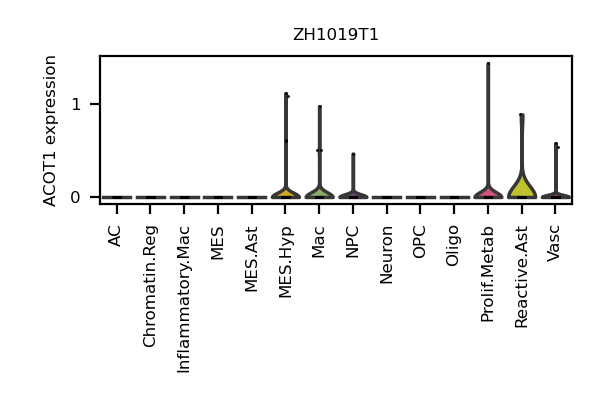 ZH1019T1
ACOT1 expression
1
0
AC
Chromatin.Reg
Inflammatory.Mac
MES
MES.Ast
MES.Hyp
Mac
NPC
Neuron
OPC
Oligo
Prolif.Metab
Reactive.Ast
Vasc